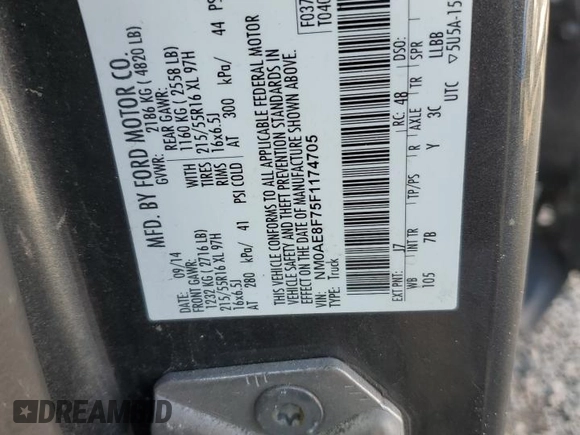 MFD. BY FORD MOTOR CO.
DATE: 09/14
GVWR: 2186 KG ( 4820 LB)
FRONT GAWR:
1232 KG ( 2716 LB)
215/55R16 XL 97H
16x6.5J
AT 280 kPa/ 41 PSI COLD
REAR GAWR:
1160 KG ( 2558 LB)
WITH TIRES 215/55R16 XL 97H
RIMS 16x6.5J
AT 300 kPa/ 44 PS
THIS VEHICLE CONFORMS TO ALL APPLICABLE FEDERAL MOTOR
VEHICLE SAFETY AND THEFT PREVENTION STANDARDS IN
EFFECT ON THE DATE OF MANUFACTURE SHOWN ABOVE.
VIN: NM0AE8F75F1174705
TYPE: Truck
F037
T040
EXT PNT: J7 RC: 48 DSO:
WB INT TR TP/PS R AXLE TR SPR
105 7B Y 3C LLBB
UTC ▽5U5A-15
DREAMBID